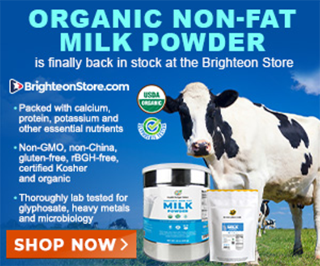 ORGANIC NON-FAT
MILK POWDER
is finally back in stock at the Brighteon Store
BrighteonStore.com
• Packed with calcium,
protein, potassium and
other essential nutrients
• Non-GMO, non-China,
gluten-free, rBGH-free,
certified Kosher
and organic
• Thoroughly lab tested for
glyphosate, heavy metals
and microbiology
SHOP NOW >
USDA
ORGANIC
MILK
POWDER
MILK